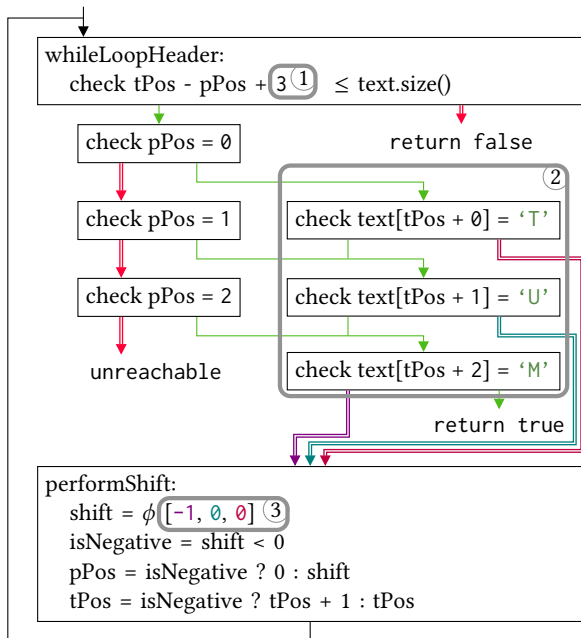 whileLoopHeader:
check tPos - pPos + 3 ① ≤ text.size()
check pPos = 0
return false
②
check pPos = 1
check text[tPos + 0] = ‘T’
check pPos = 2
check text[tPos + 1] = ‘U’
unreachable
check text[tPos + 2] = ‘M’
return true
performShift:
shift = ϕ [-1, 0, 0] ③
isNegative = shift < 0
pPos = isNegative ? 0 : shift
tPos = isNegative ? tPos + 1 : tPos